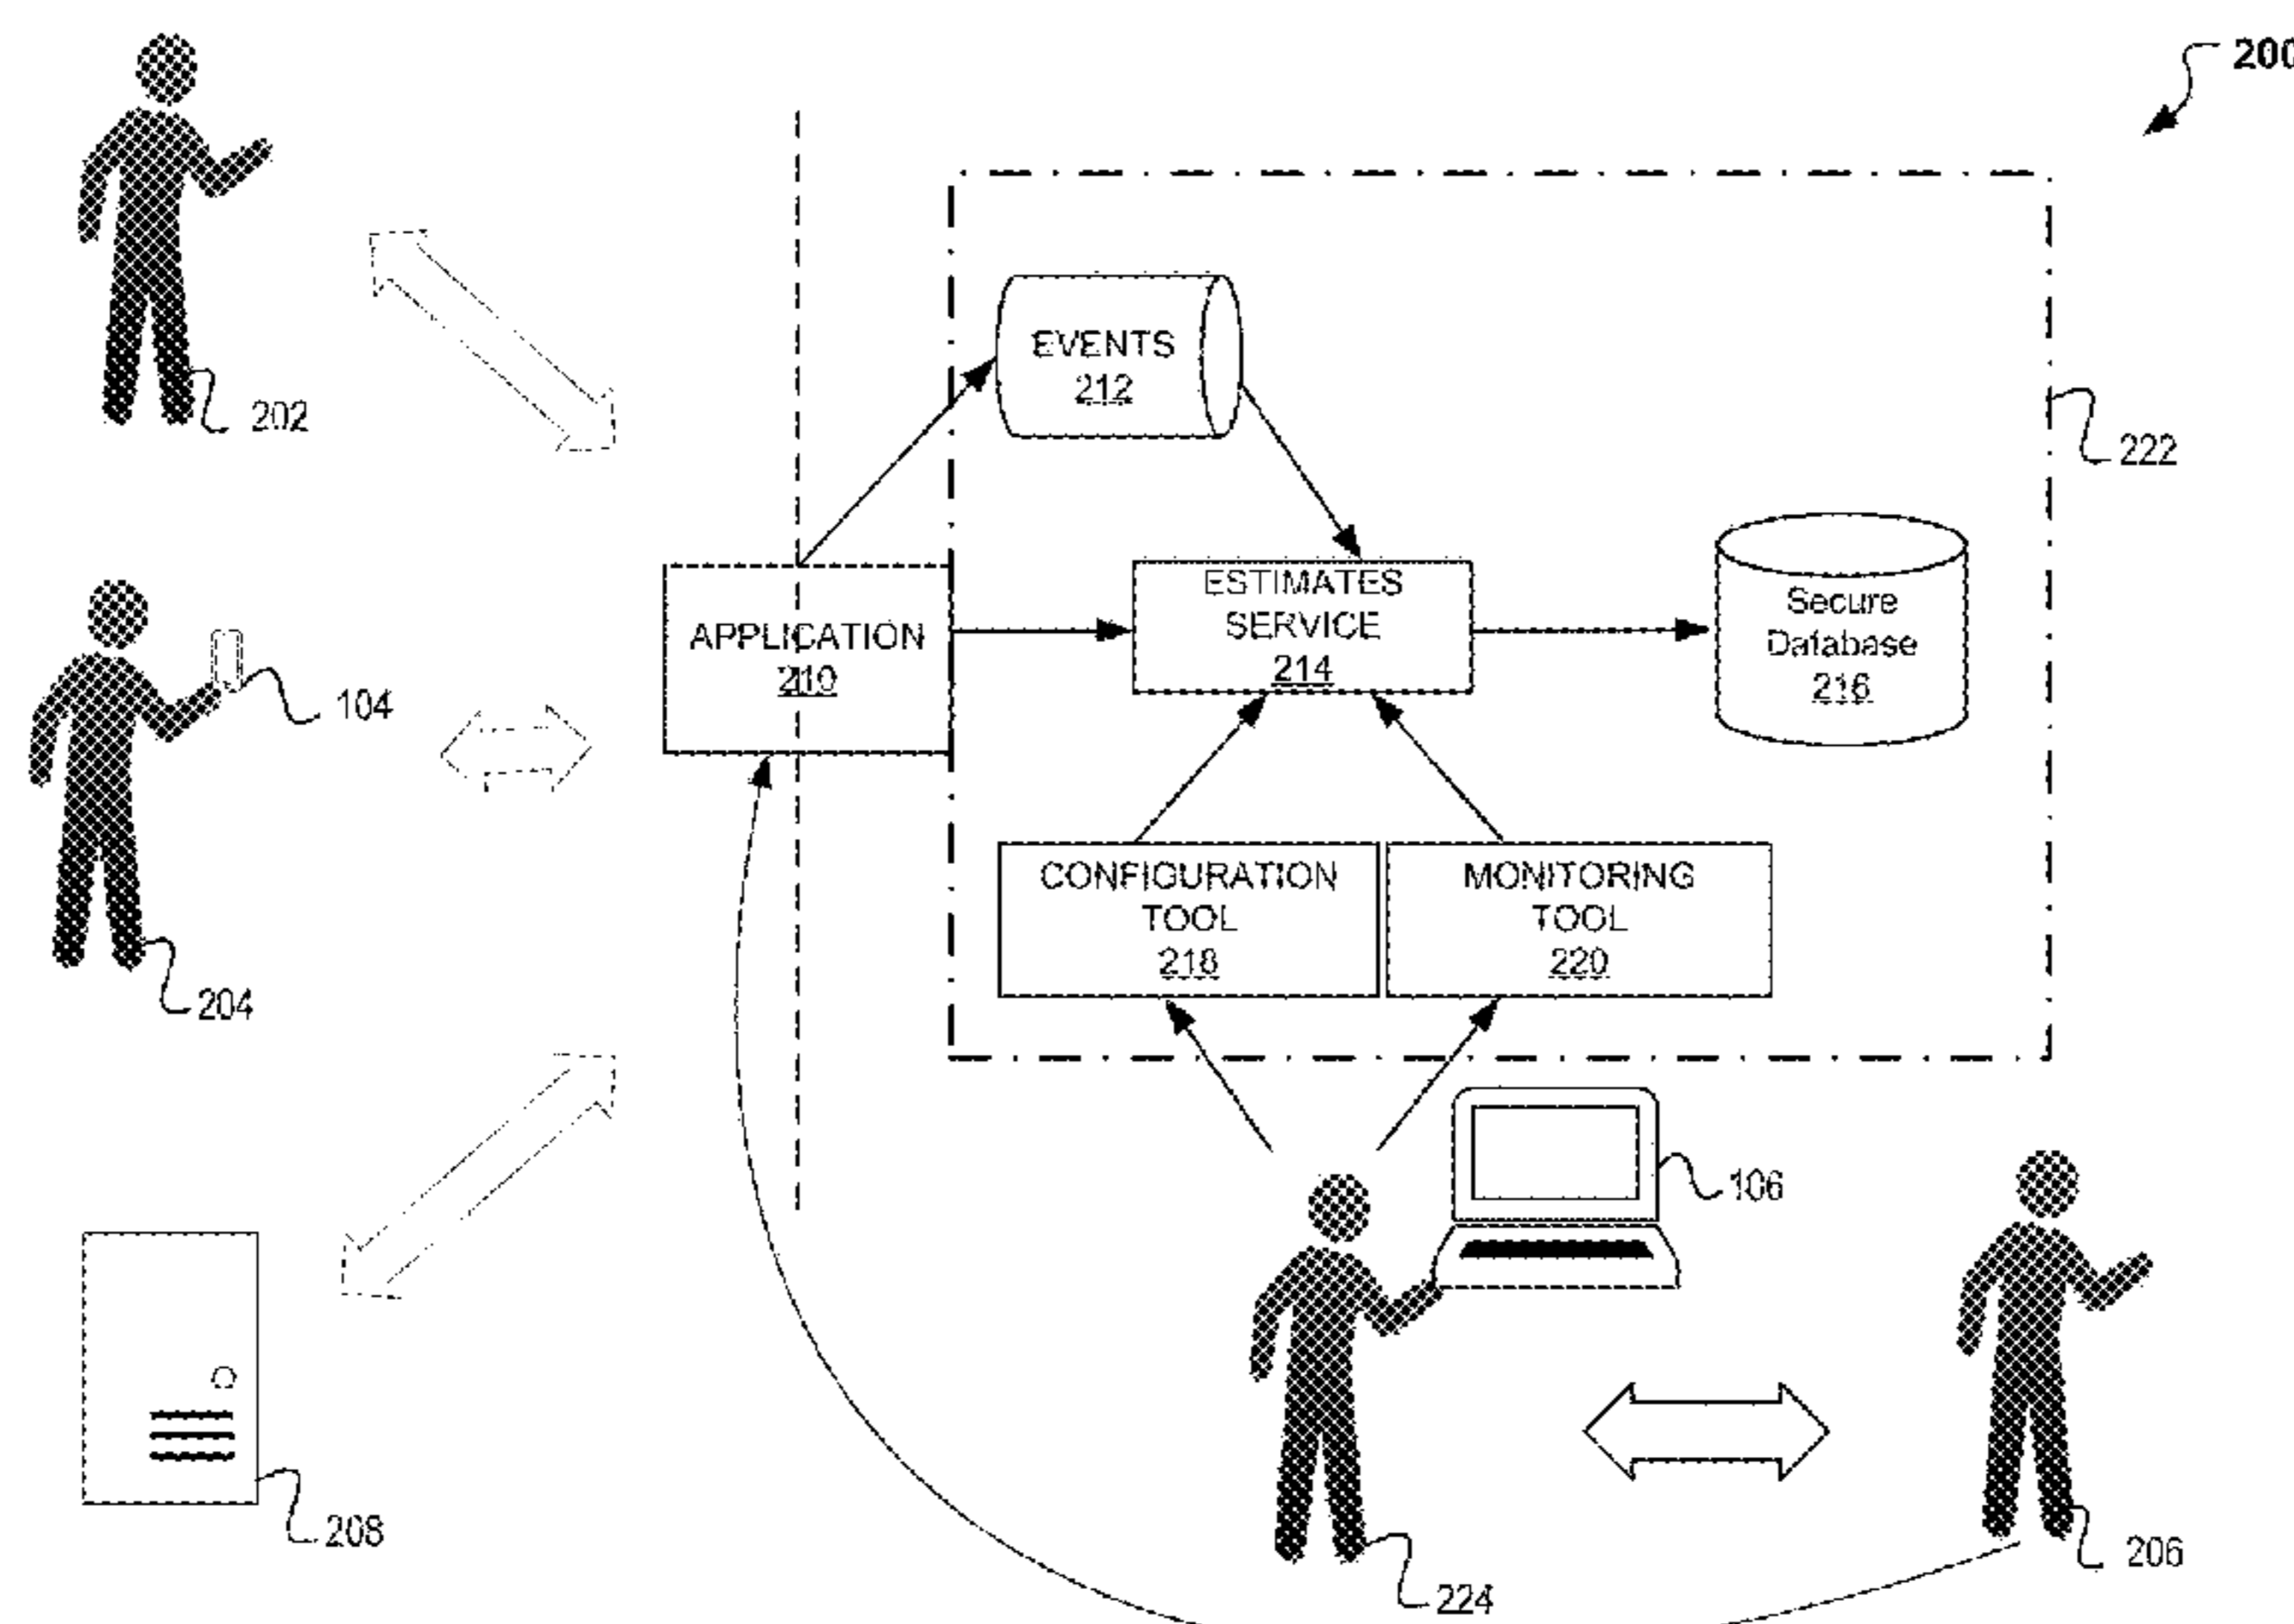 200
202
EVENTS
212
222
APPLICATION
210
ESTIMATES
SERVICE
214
Secure
Database
216
104
CONFIGURATION
TOOL
218
MONITORING
TOOL
220
204
106
208
224
206